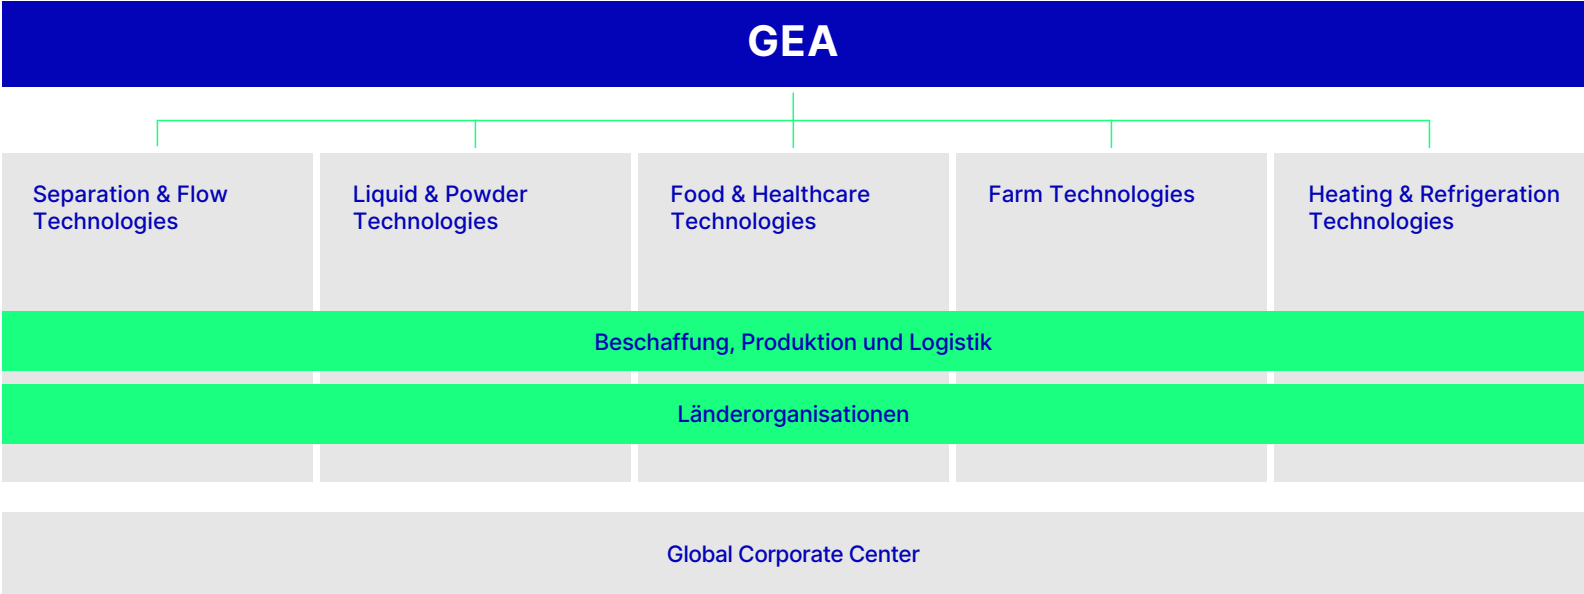 GEA
Separation & Flow
Technologies
Liquid & Powder
Technologies
Food & Healthcare
Technologies
Farm Technologies
Heating & Refrigeration
Technologies
Beschaffung, Produktion und Logistik
Länderorganisationen
Global Corporate Center